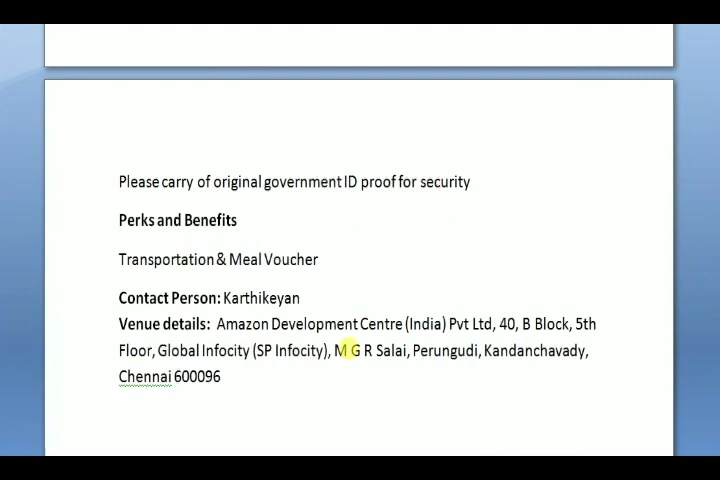 Please carry of original government ID proof for security
Perks and Benefits
Transportation & Meal Voucher
Contact Person: Karthikeyan
Venue details: Amazon Development Centre (India) Pvt Ltd, 40, B Block, 5th
Floor, Global Infocity (SP Infocity), M G R Salai, Perungudi, Kandanchavady,
Chennai 600096